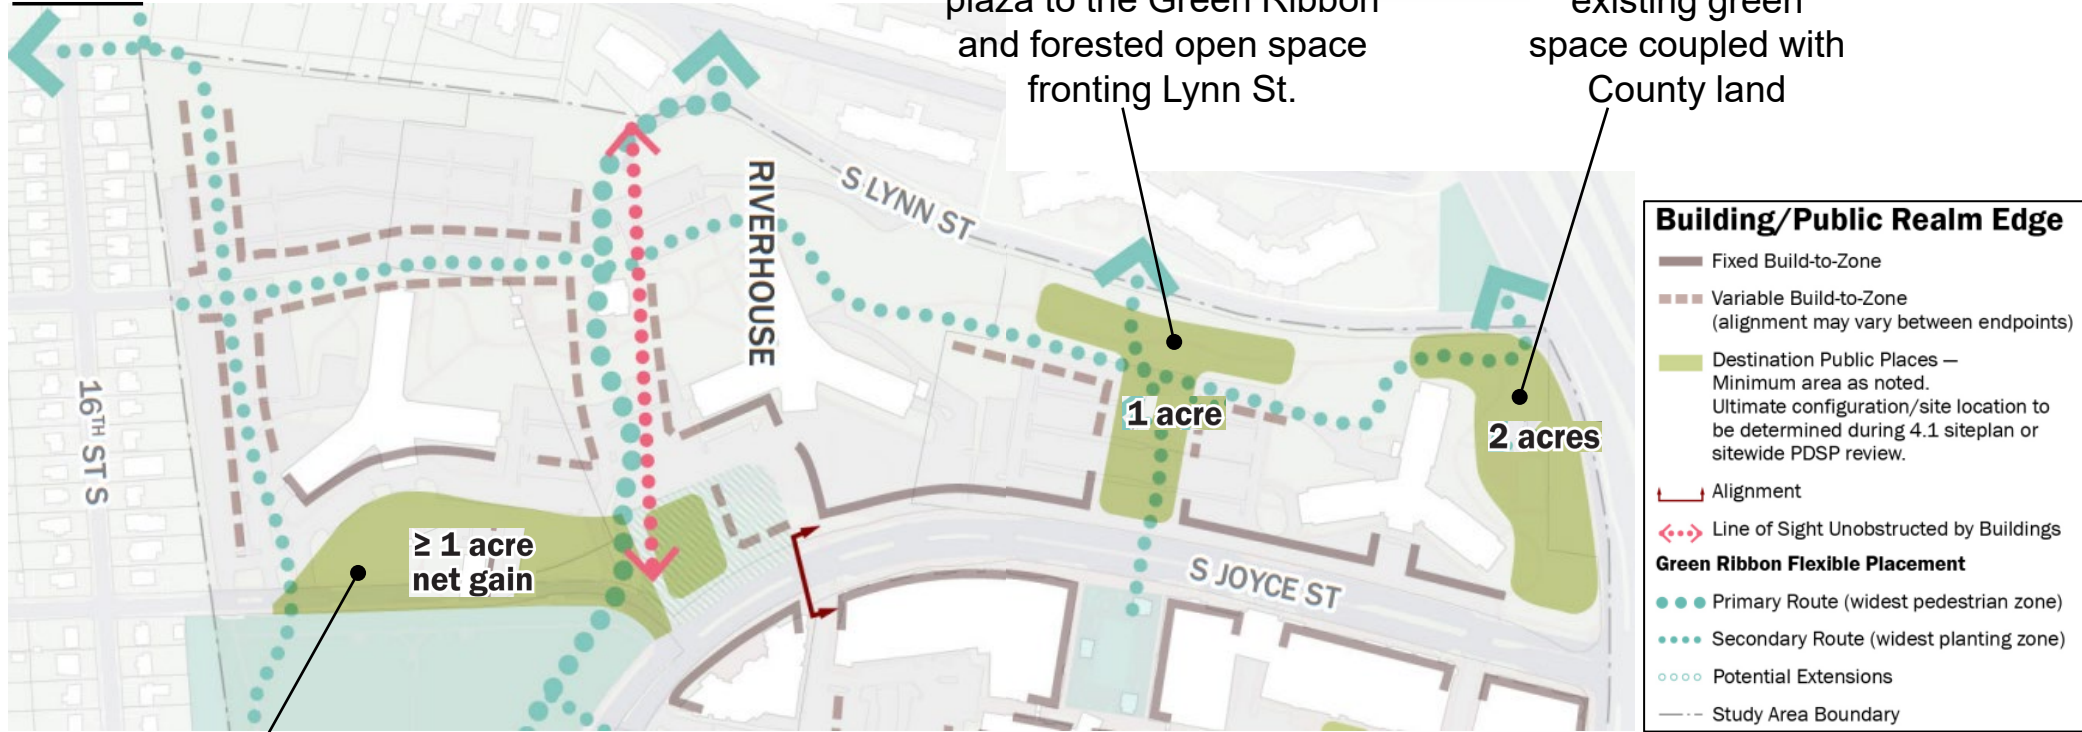 plaza to the Green Ribbon
and forested open space
fronting Lynn St.
existing green
space coupled with
County land
RIVERHOUSE
S LYNN ST
16TH ST S
1 acre
2 acres
≥ 1 acre
net gain
S JOYCE ST
Building/Public Realm Edge
Fixed Build-to-Zone
Variable Build-to-Zone
(alignment may vary between endpoints)
Destination Public Places —
Minimum area as noted.
Ultimate configuration/site location to
be determined during 4.1 siteplan or
sitewide PDSP review.
Alignment
Line of Sight Unobstructed by Buildings
Green Ribbon Flexible Placement
Primary Route (widest pedestrian zone)
Secondary Route (widest planting zone)
Potential Extensions
Study Area Boundary